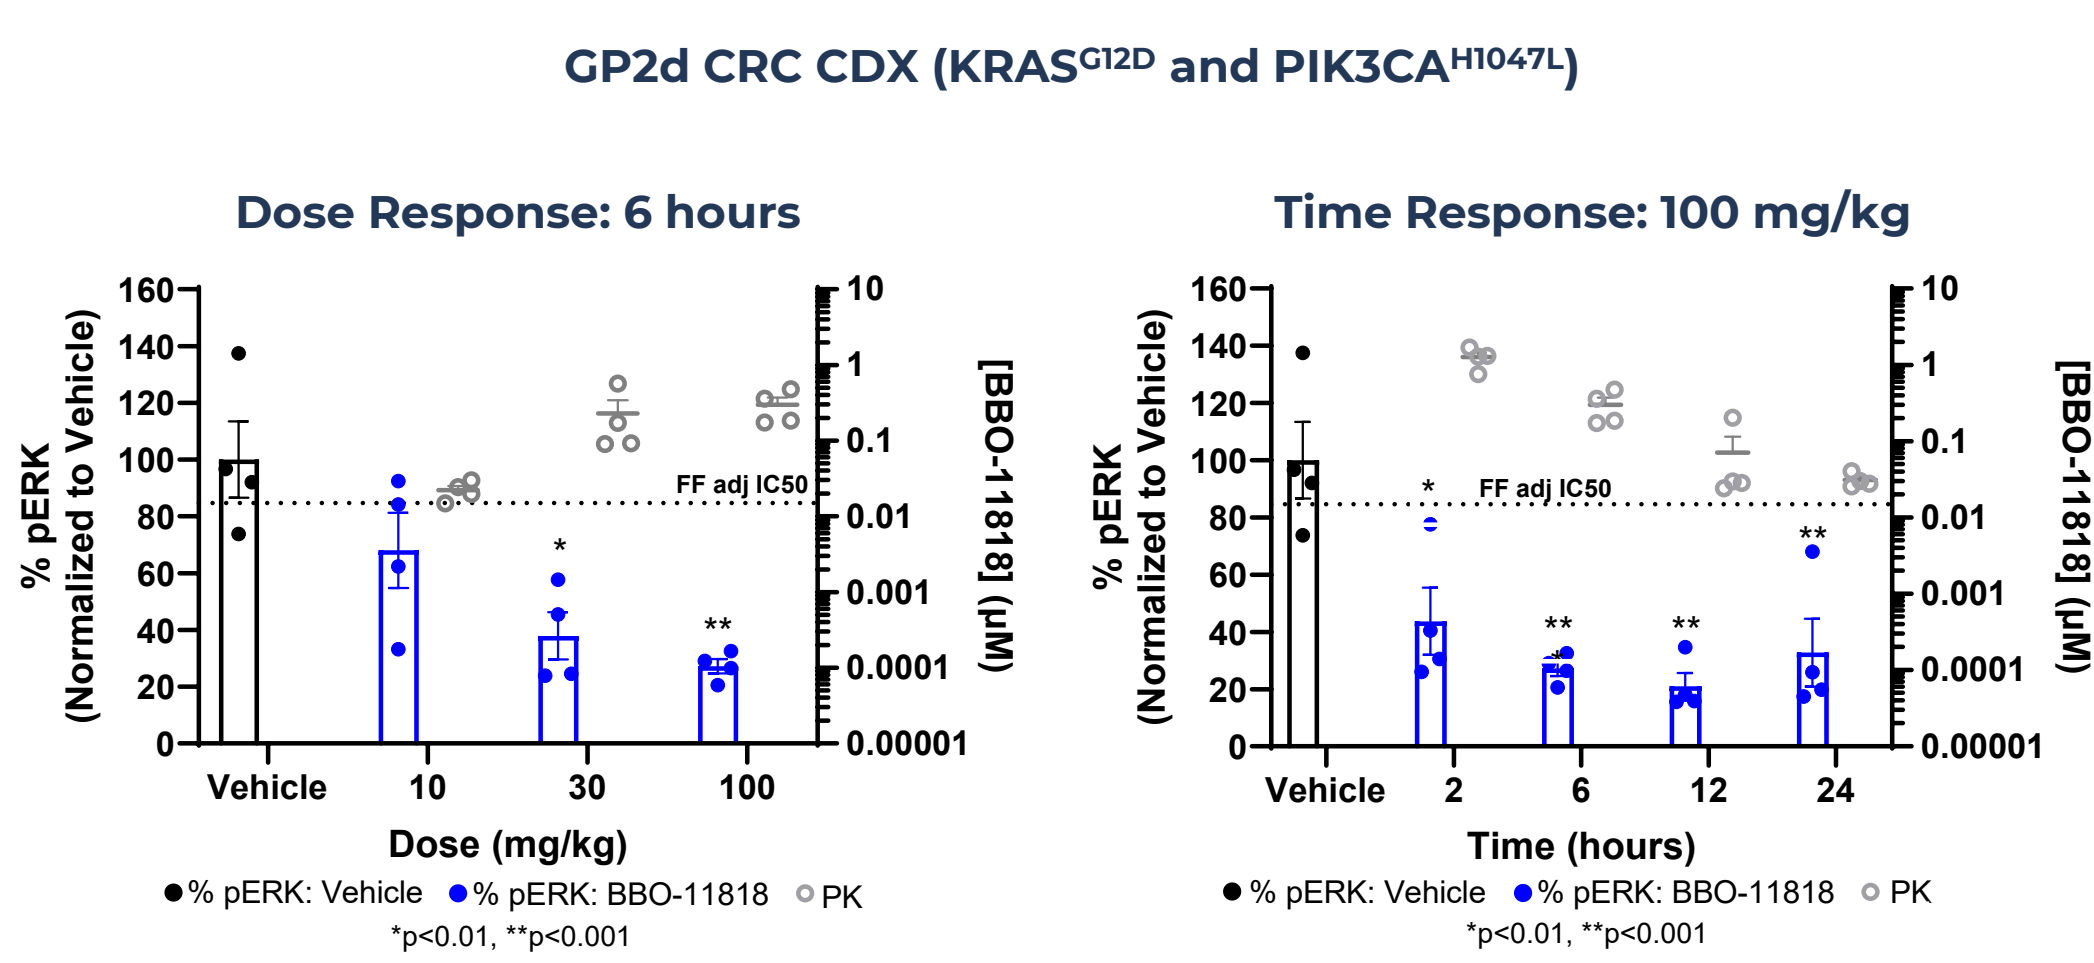 GP2d CRC CDX (KRASG12D and PIK3CAH1047L)
Dose Response: 6 hours
% pERK
(Normalized to Vehicle)
160
140
120
100
80
60
40
20
0
*
**
FF adj IC50
10
1
0.1
0.01
0.001
0.0001
0.00001
[BBO-11818] (µM)
Vehicle 10 30 100
Dose (mg/kg)
% pERK: Vehicle % pERK: BBO-11818 PK
*p<0.01, **p<0.001
Time Response: 100 mg/kg
% pERK
(Normalized to Vehicle)
160
140
120
100
80
60
40
20
0
*
FF adj IC50
**
*
**
**
10
1
0.1
0.01
0.001
0.0001
0.00001
[BBO-11818] (µM)
Vehicle 2 6 12 24
Time (hours)
% pERK: Vehicle % pERK: BBO-11818 PK
*p<0.01, **p<0.001